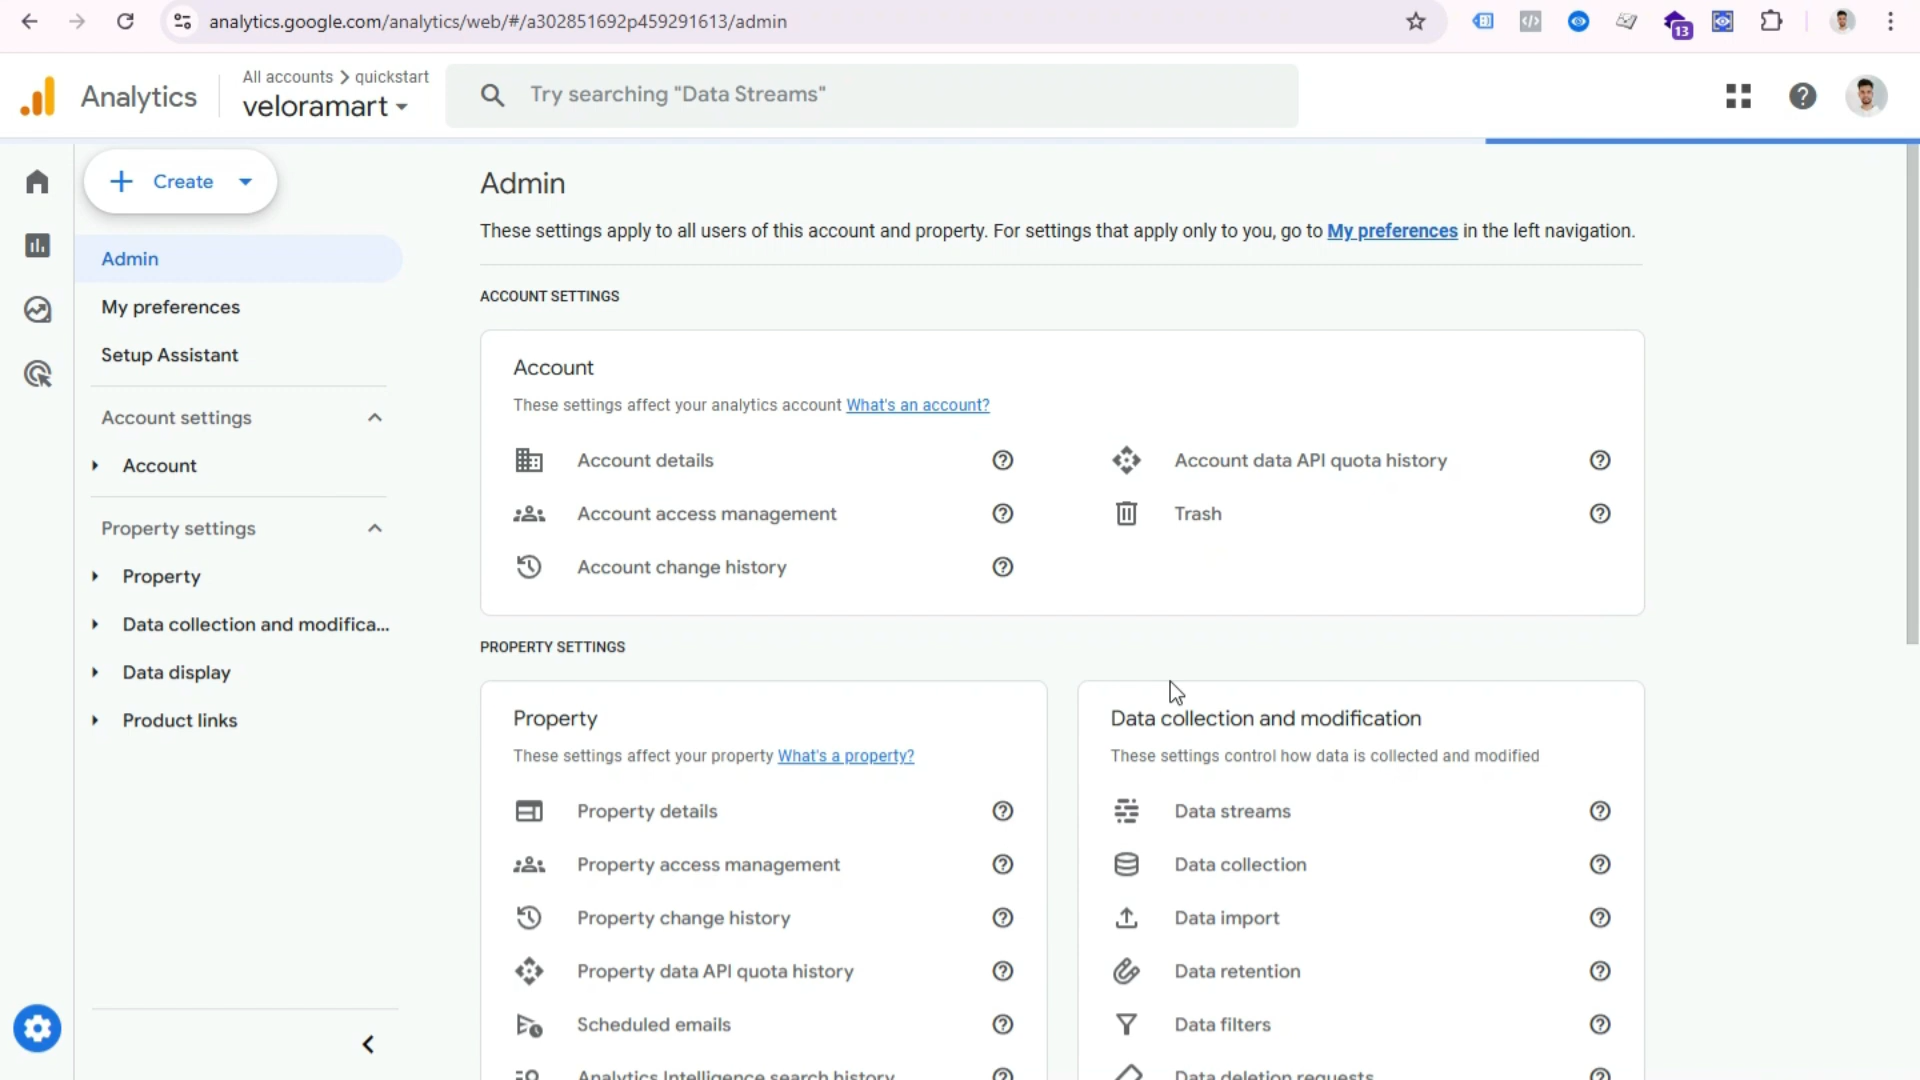 analytics.google.com/analytics/web/#/a302851692p459291613/admin
13
Analytics
All accounts > quickstart
veloramart
Try searching "Data Streams"
Create
Admin
My preferences
Setup Assistant
Account settings
Account
Property settings
Property
Data collection and modifica...
Data display
Product links
Admin
These settings apply to all users of this account and property. For settings that apply only to you, go to My preferences in the left navigation.
ACCOUNT SETTINGS
Account
These settings affect your analytics account What's an account?
Account details
Account data API quota history
Account access management
Trash
Account change history
PROPERTY SETTINGS
Property
These settings affect your property What's a property?
Property details
Property access management
Property change history
Property data API quota history
Scheduled emails
Analytics Intelligence search history
Data collection and modification
These settings control how data is collected and modified
Data streams
Data collection
Data import
Data retention
Data filters
Data deletion requests